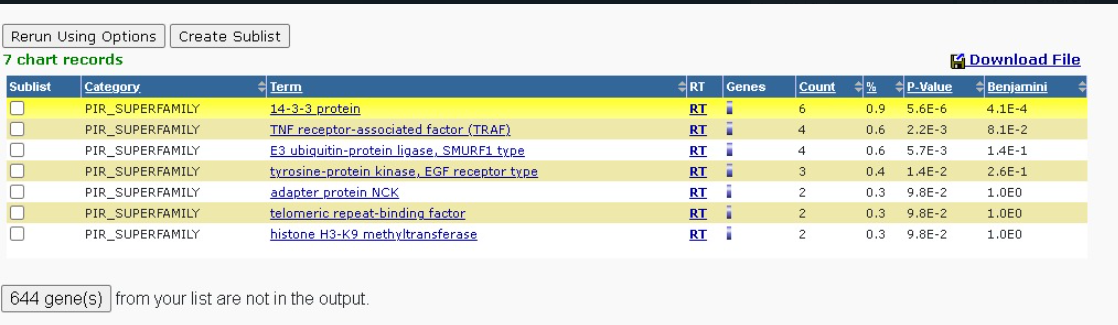 Rerun Using Options Create Sublist
7 chart records Download File
Sublist Category Term RT Genes Count % P-Value Benjamini
PIR_SUPERFAMILY 14-3-3 protein RT 6 0.9 5.6E-6 4.1E-4
PIR_SUPERFAMILY TNF receptor-associated factor (TRAF) RT 4 0.6 2.2E-3 8.1E-2
PIR_SUPERFAMILY E3 ubiquitin-protein ligase, SMURF1 type RT 4 0.6 5.7E-3 1.4E-1
PIR_SUPERFAMILY tyrosine-protein kinase, EGF receptor type RT 3 0.4 1.4E-2 2.6E-1
PIR_SUPERFAMILY adapter protein NCK RT 2 0.3 9.8E-2 1.0E0
PIR_SUPERFAMILY telomeric repeat-binding factor RT 2 0.3 9.8E-2 1.0E0
PIR_SUPERFAMILY histone H3-K9 methyltransferase RT 2 0.3 9.8E-2 1.0E0
644 gene(s) from your list are not in the output.